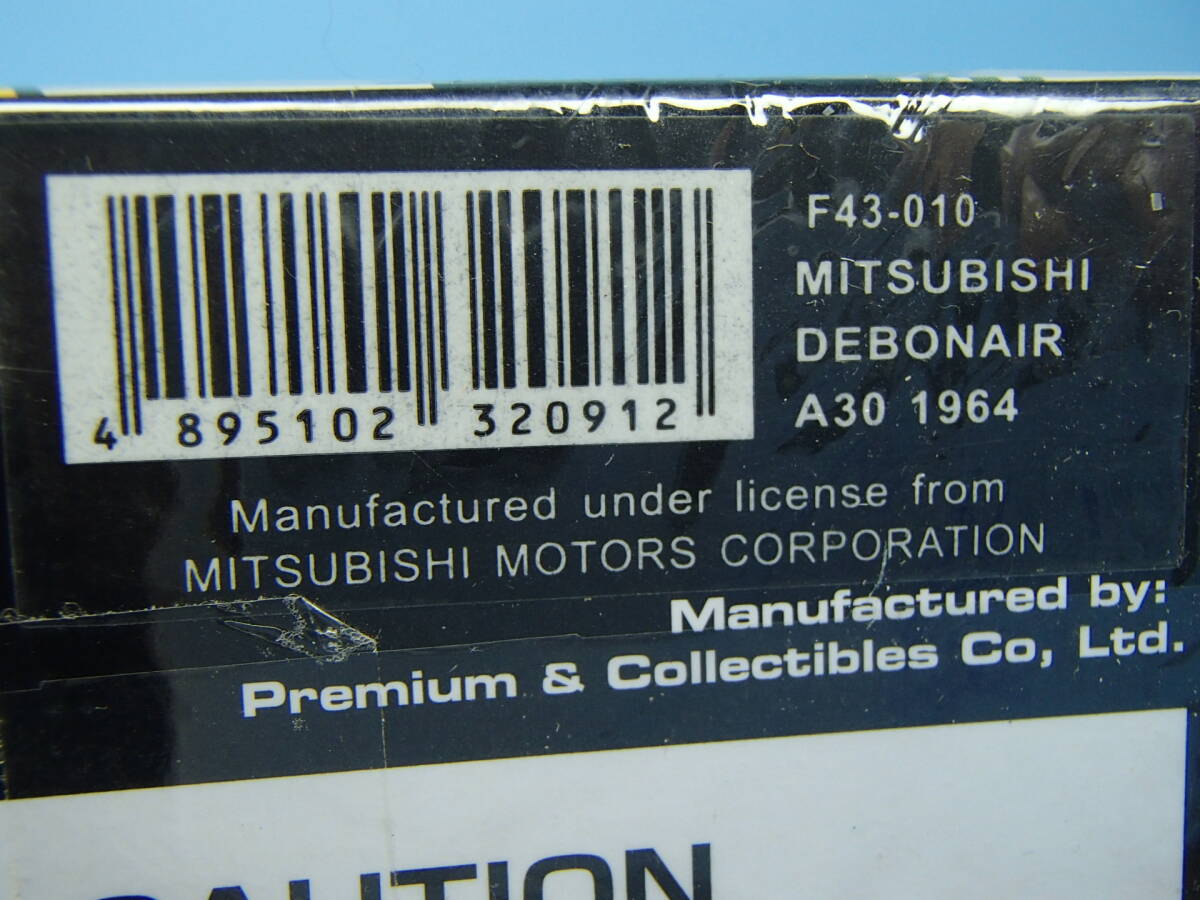 4 895102 320912
F43-010
MITSUBISHI
DEBONAIR
A30 1964
Manufactured under license from
MITSUBISHI MOTORS CORPORATION
Manufactured by:
Premium & Collectibles Co, Ltd.
CAUTION